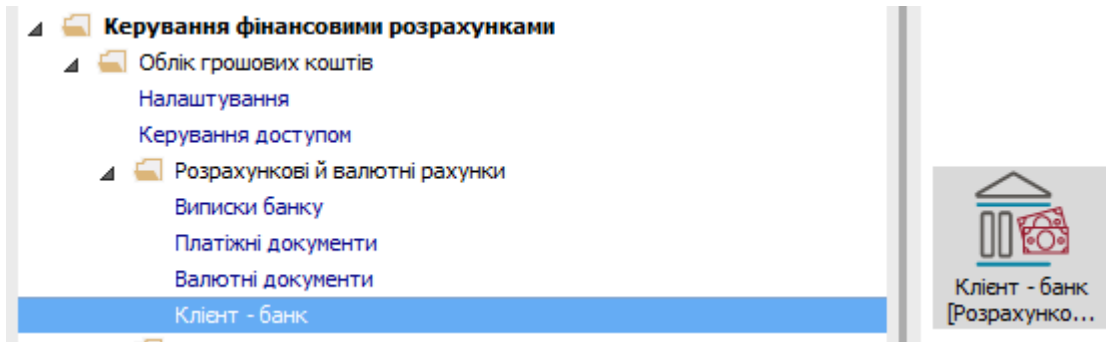 Керування фінансовими розрахунками
Облік грошових коштів
Налаштування
Керування доступом
Розрахункові й валютні рахунки
Виписки банку
Платіжні документи
Валютні документи
Клієнт - банк
Клієнт - банк
[Розрахунко...